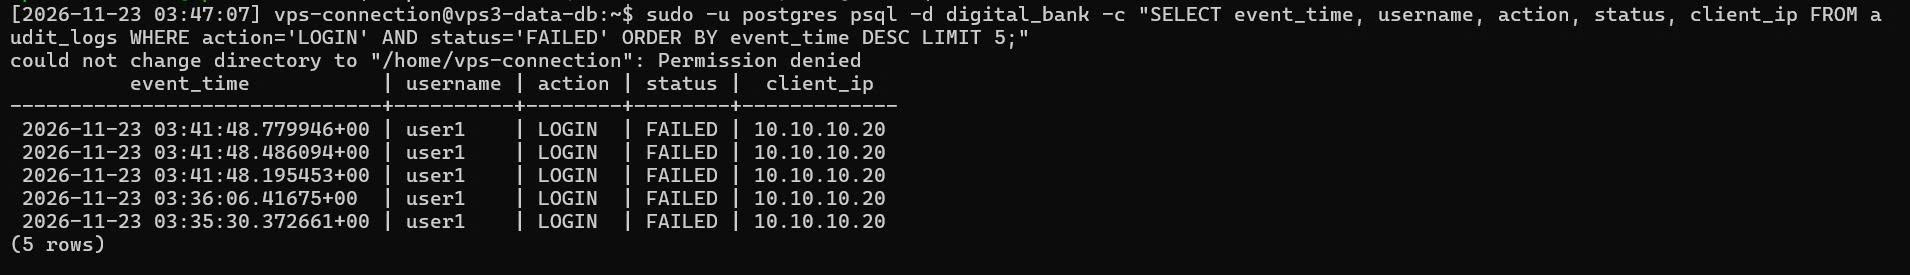 [2026-11-23 03:47:07] vps-connection@vps3-data-db:~$ sudo -u postgres psql -d digital_bank -c "SELECT event_time, username, action, status, client_ip FROM a
udit_logs WHERE action='LOGIN' AND status='FAILED' ORDER BY event_time DESC LIMIT 5;"
could not change directory to "/home/vps-connection": Permission denied
          event_time           | username | action | status |  client_ip
-------------------------------+----------+--------+--------+-------------
 2026-11-23 03:41:48.779946+00 | user1    | LOGIN  | FAILED | 10.10.10.20
 2026-11-23 03:41:48.486094+00 | user1    | LOGIN  | FAILED | 10.10.10.20
 2026-11-23 03:41:48.195453+00 | user1    | LOGIN  | FAILED | 10.10.10.20
 2026-11-23 03:36:06.41675+00  | user1    | LOGIN  | FAILED | 10.10.10.20
 2026-11-23 03:35:30.372661+00 | user1    | LOGIN  | FAILED | 10.10.10.20
(5 rows)